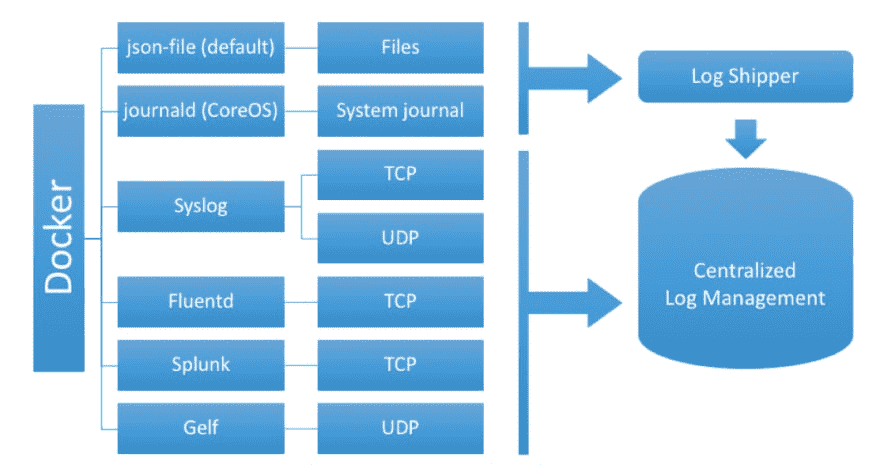 Docker
json-file (default)
Files
journald (CoreOS)
System journal
Syslog
TCP
UDP
Fluentd
TCP
Splunk
TCP
Gelf
UDP
Log Shipper
Centralized
Log Management